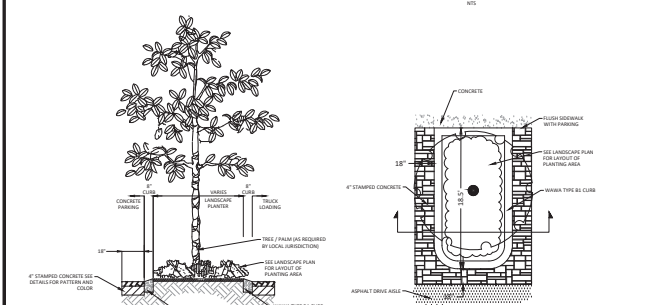 NTS
CONCRETE
FLUSH SIDEWALK
WITH PARKING
18"
SEE LANDSCAPE PLAN
FOR LAYOUT OF
PLANTING AREA
4" STAMPED CONCRETE
18.5'
WAWA TYPE B1 CURB
ASPHALT DRIVE AISLE
8"
CURB
8"
CURB
CONCRETE
PARKING
VARIES
LANDSCAPE
PLANTER
TRUCK
LOADING
TREE / PALM (AS REQUIRED
BY LOCAL JURISDICTION)
18"
SEE LANDSCAPE PLAN
FOR LAYOUT OF
PLANTING AREA
4" STAMPED CONCRETE SEE
DETAILS FOR PATTERN AND
COLOR